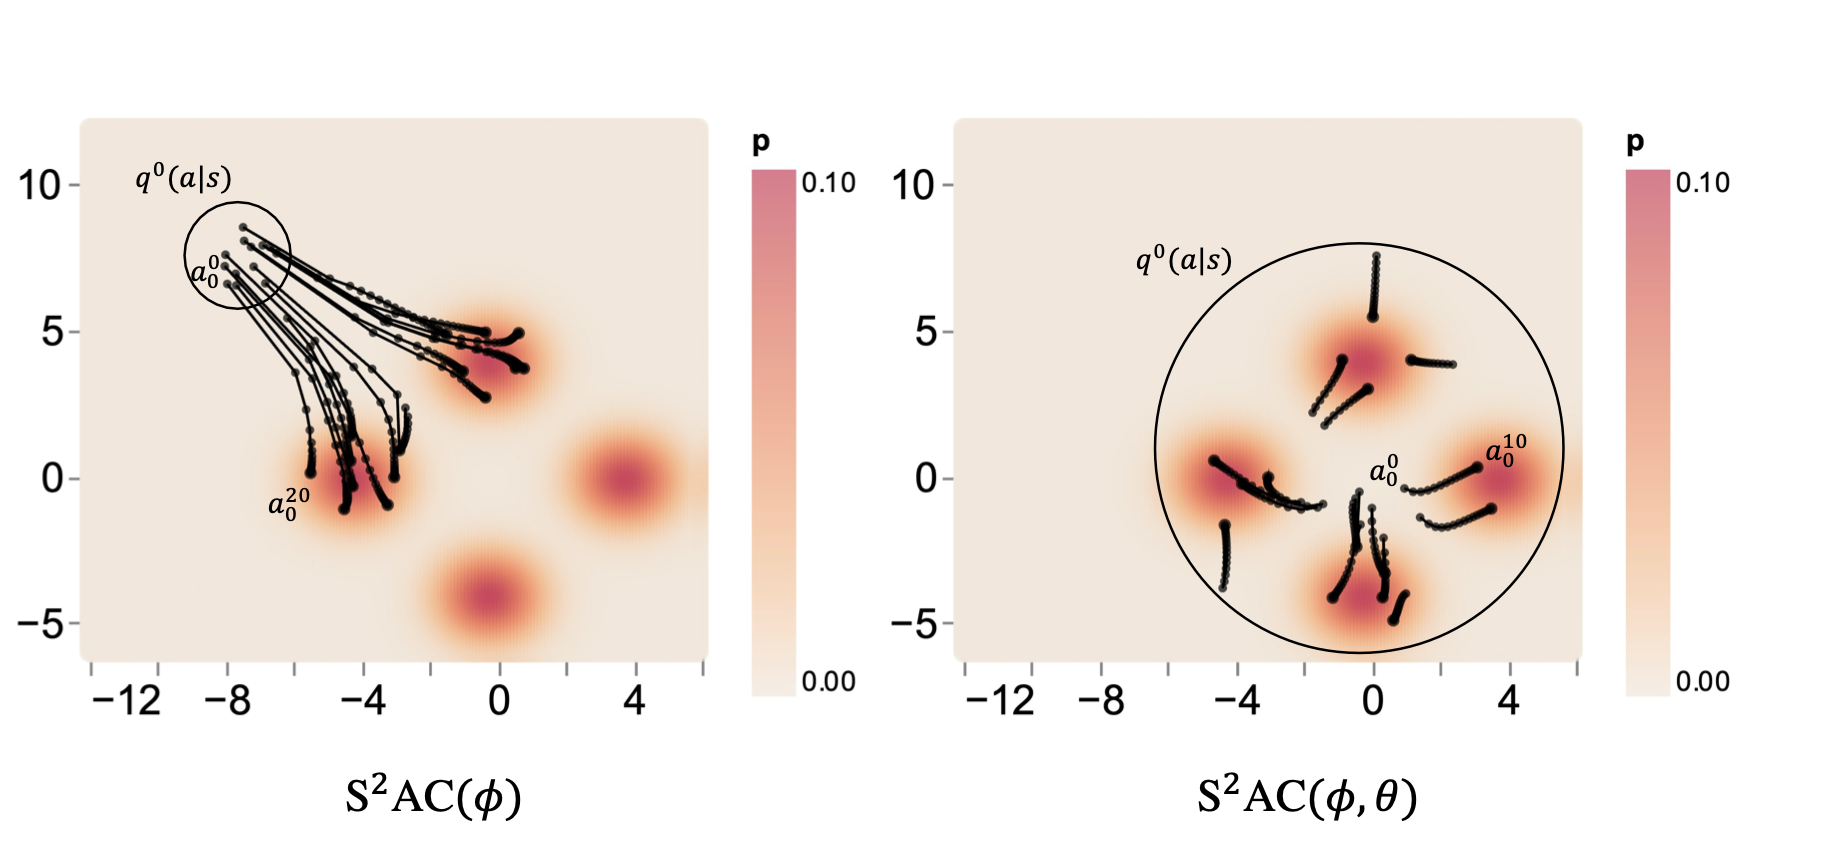 p
0.10
0.00
10
5
0
−5
−12 −8 −4 0 4
q⁰(a|s)
a₀⁰
a₀²⁰
S²AC(ϕ)
p
0.10
0.00
10
5
0
−5
−12 −8 −4 0 4
q⁰(a|s)
a₀⁰
a₀¹⁰
S²AC(ϕ, θ)